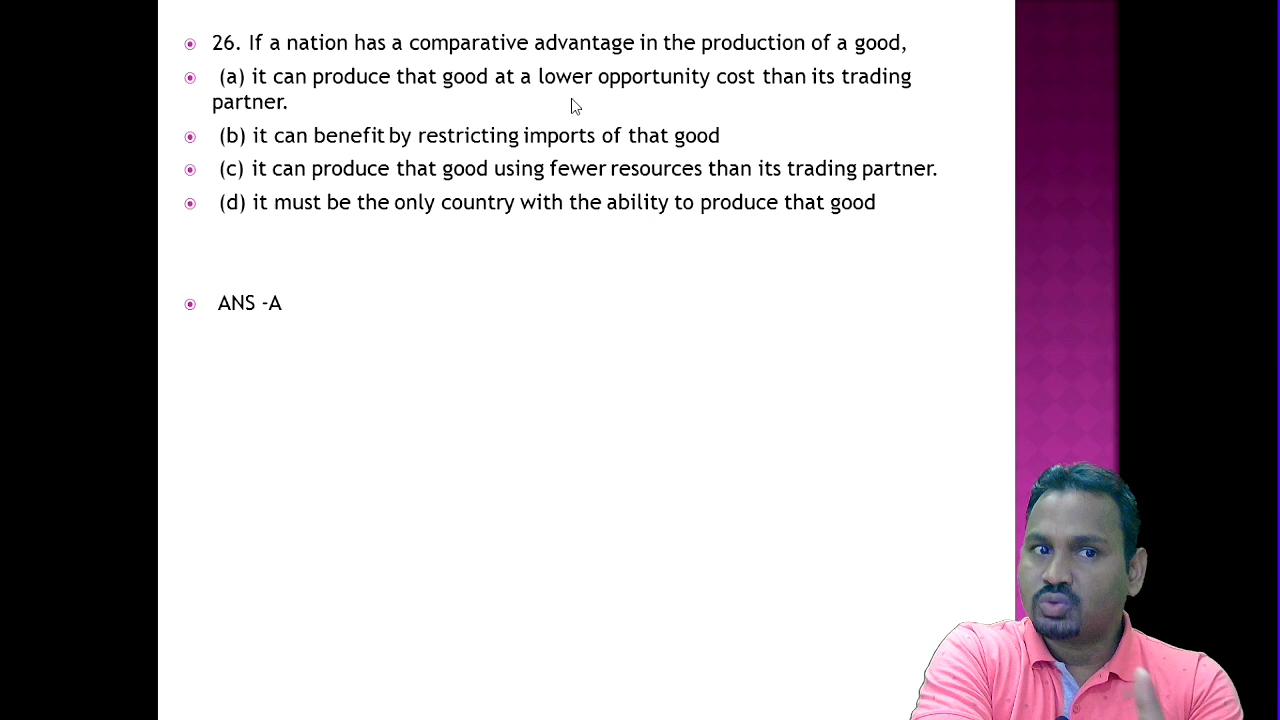 26. If a nation has a comparative advantage in the production of a good,
(a) it can produce that good at a lower opportunity cost than its trading
partner.
(b) it can benefit by restricting imports of that good
(c) it can produce that good using fewer resources than its trading partner.
(d) it must be the only country with the ability to produce that good
ANS -A